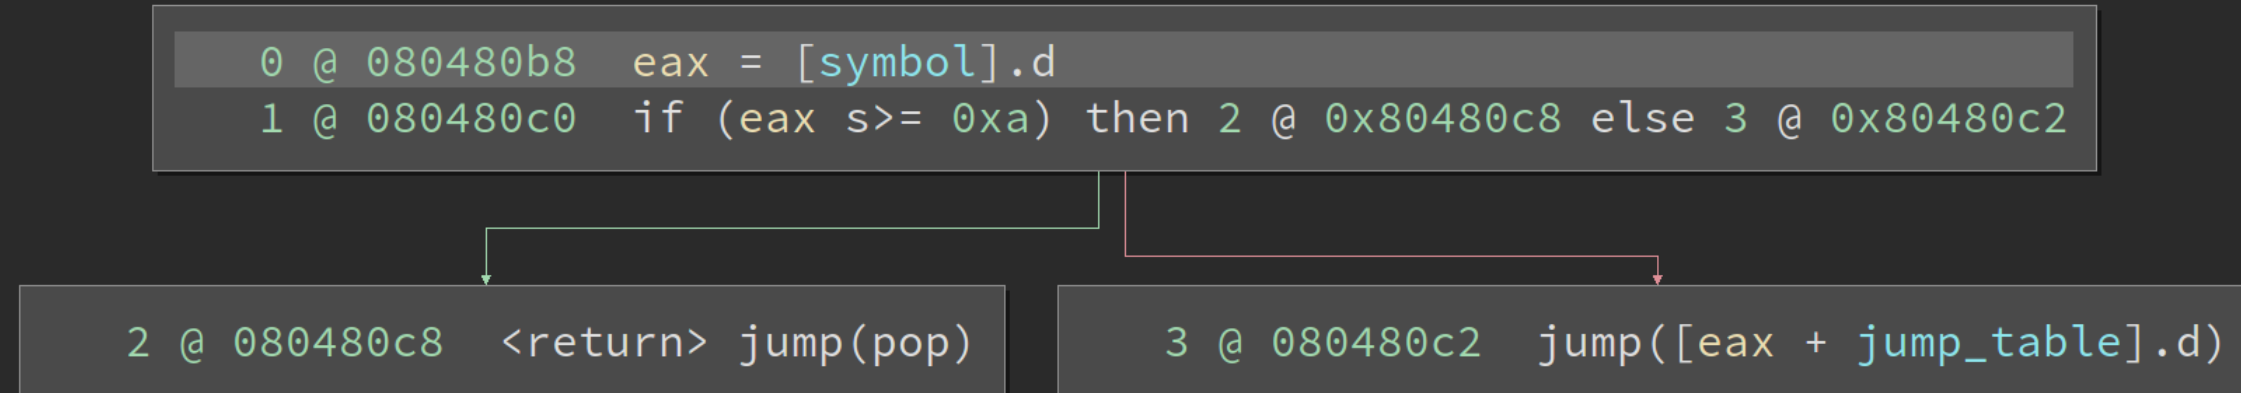 0 @ 080480b8  eax = [symbol].d
1 @ 080480c0  if (eax s>= 0xa) then 2 @ 0x80480c8 else 3 @ 0x80480c2
2 @ 080480c8  <return> jump(pop)
3 @ 080480c2  jump([eax + jump_table].d)